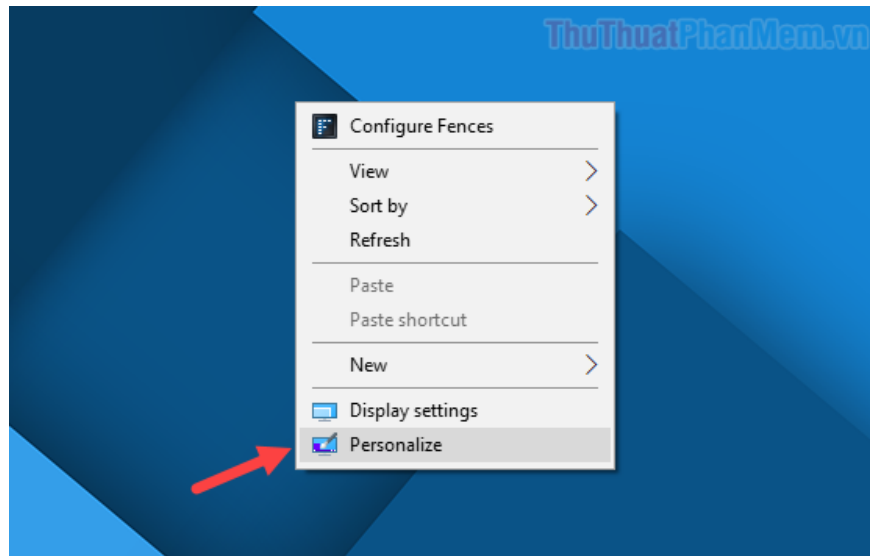 ThuThuatPhanMem.vn
Configure Fences
View
Sort by
Refresh
Paste
Paste shortcut
New
Display settings
Personalize